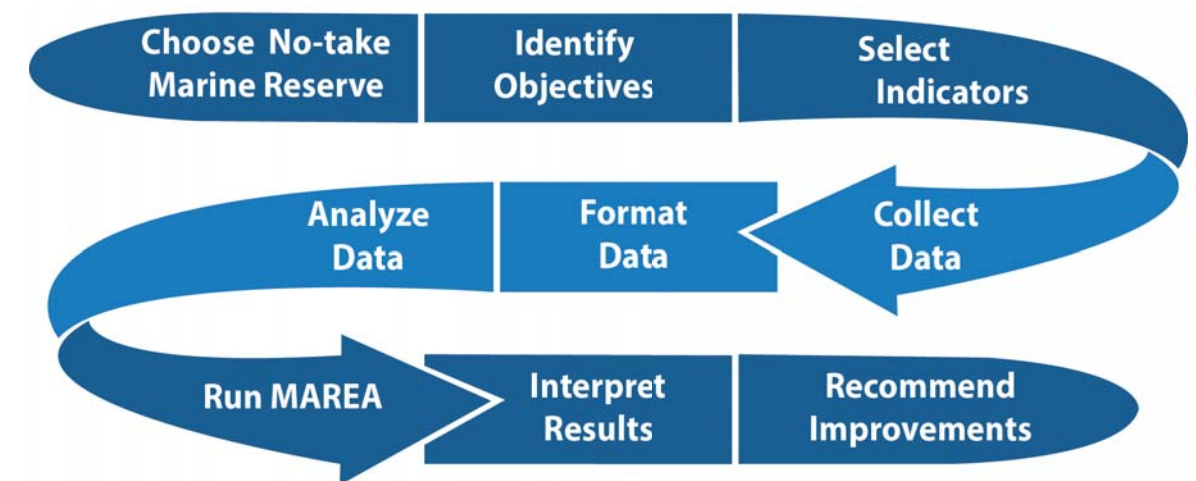 Choose No-take
Marine Reserve
Identify
Objectives
Select
Indicators
Collect
Data
Format
Data
Analyze
Data
Run MAREA
Interpret
Results
Recommend
Improvements